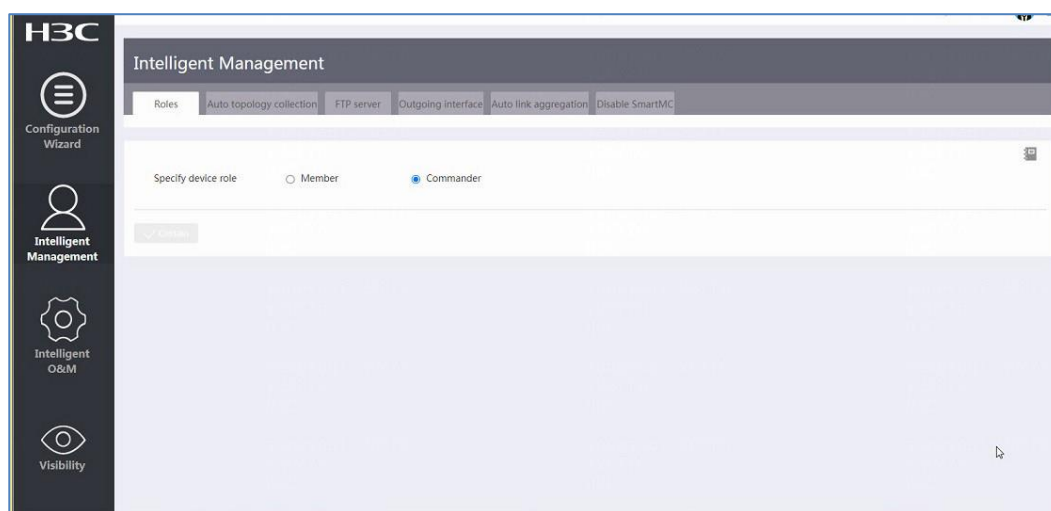 H3C
Configuration
Wizard
Intelligent
Management
Intelligent
O&M
Visibility
Intelligent Management
Roles Auto topology collection FTP server Outgoing interface Auto link aggregation Disable SmartMC
Specify device role Member Commander